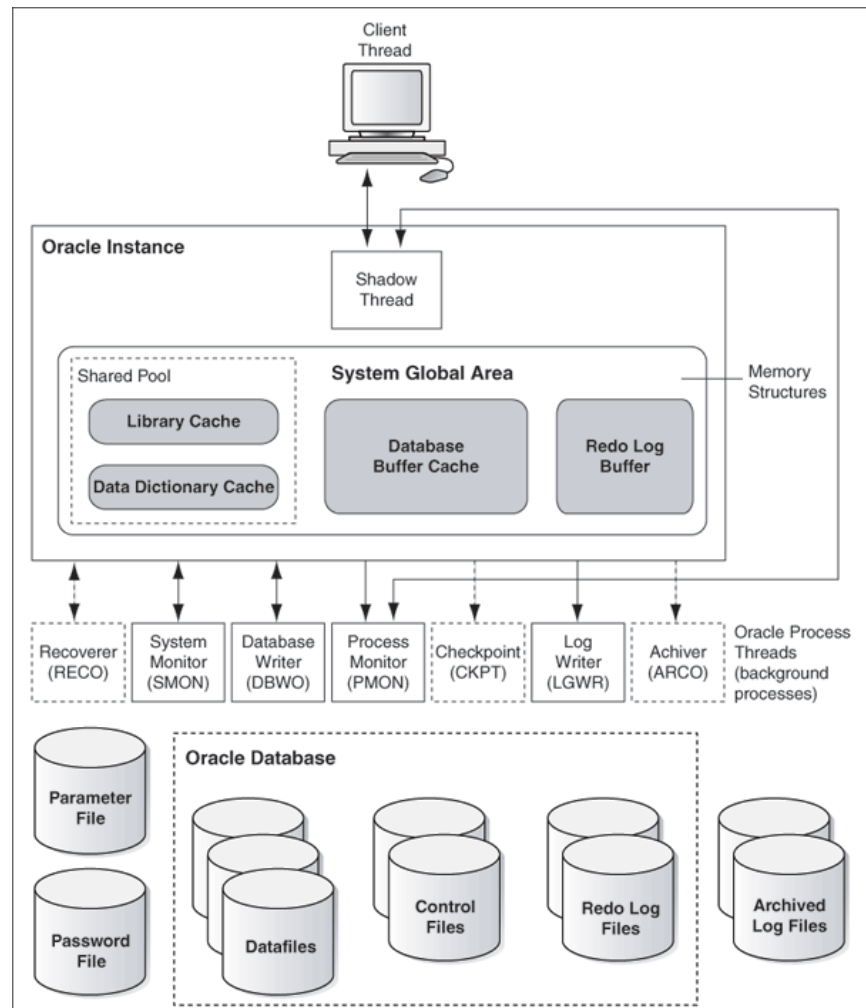 Client
Thread
Oracle Instance
Shadow
Thread
Shared Pool
System Global Area
Memory
Structures
Library Cache
Data Dictionary Cache
Database
Buffer Cache
Redo Log
Buffer
Recoverer
(RECO)
System
Monitor
(SMON)
Database
Writer
(DBWO)
Process
Monitor
(PMON)
Checkpoint
(CKPT)
Log
Writer
(LGWR)
Achiver
(ARCO)
Oracle Process
Threads
(background
processes)
Parameter
File
Password
File
Oracle Database
Datafiles
Control
Files
Redo Log
Files
Archived
Log Files